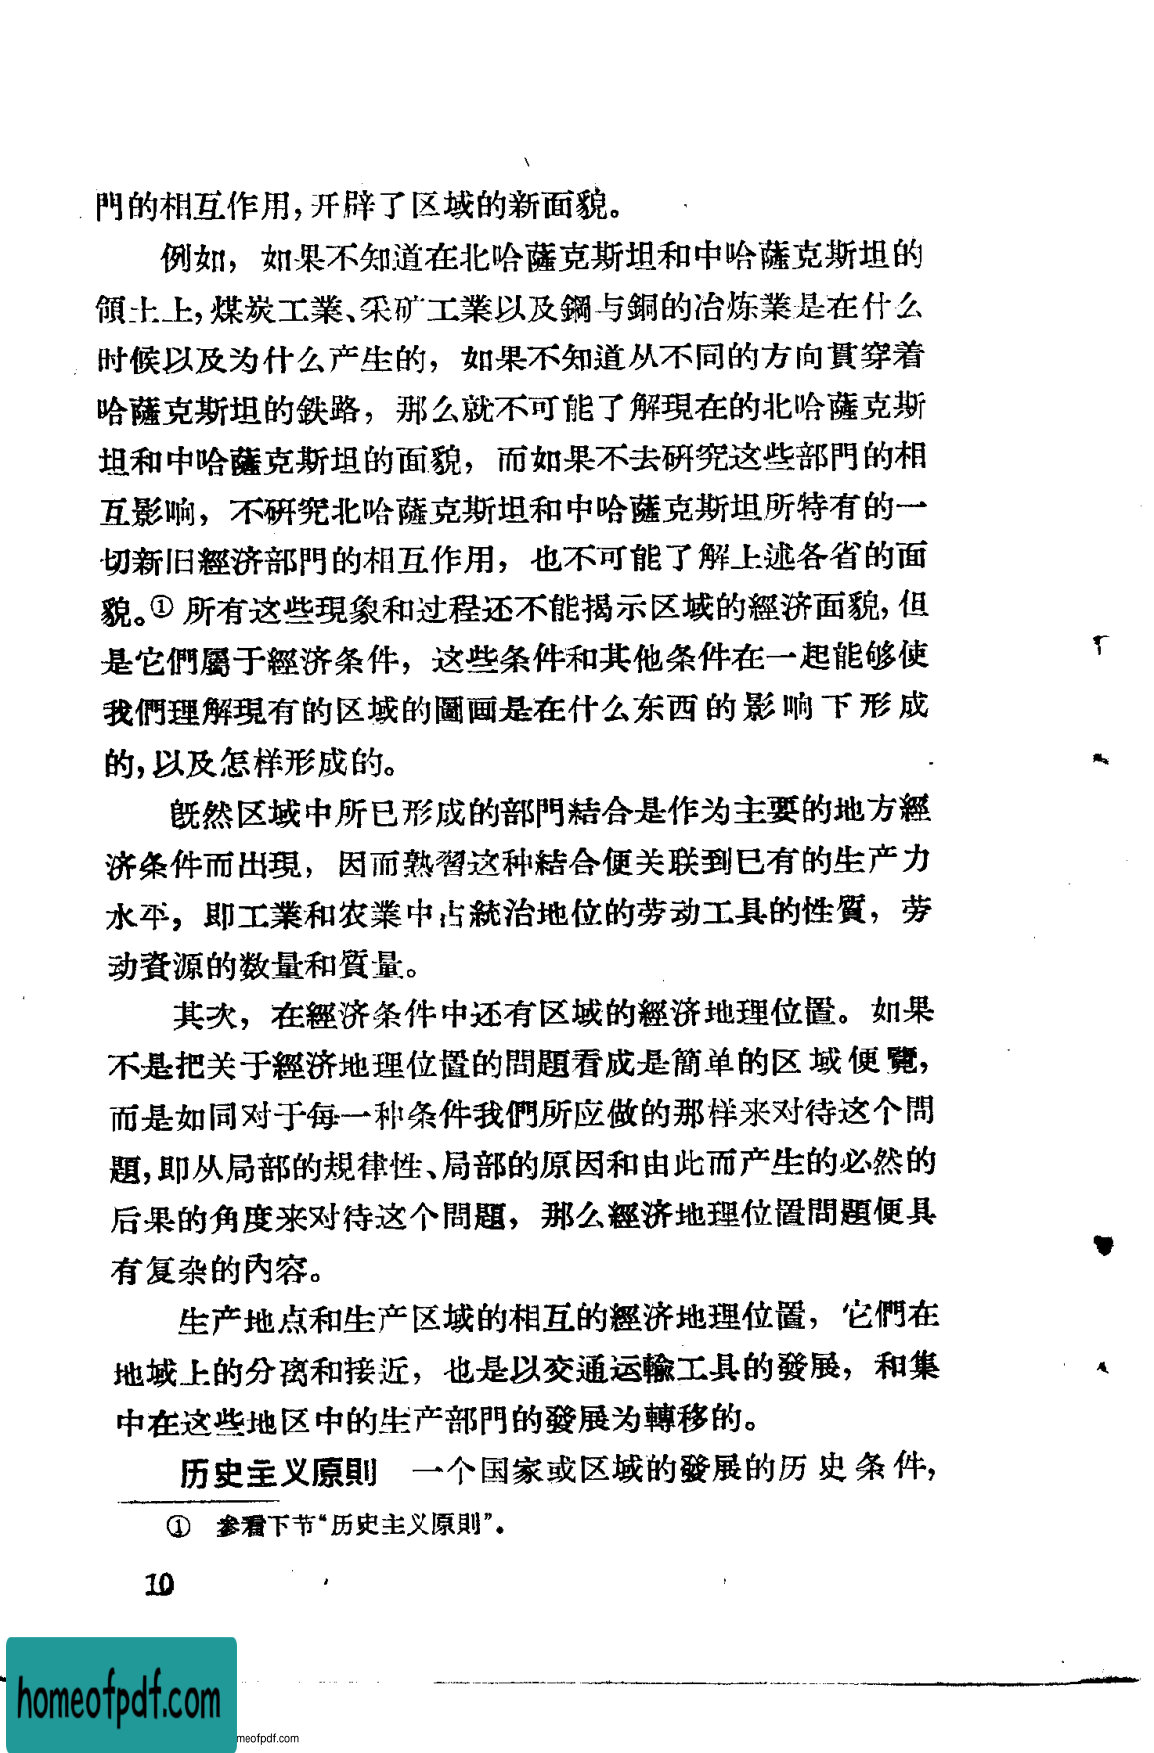 門的相互作用,开辟了区域的新面貌。
例如，如果不知道在北哈薩克斯坦和中哈薩克斯坦的
領土上,煤炭工業、采矿工業以及鋼与銅的冶炼業是在什么
时候以及为什么产生的，如果不知道从不同的方向貫穿着
哈薩克斯坦的鉄路，那么就不可能了解現在的北哈薩克斯
坦和中哈薩克斯坦的面貌，而如果不去研究这些部門的相
互影响，不研究北哈薩克斯坦和中哈薩克斯坦所特有的一
切新旧經济部門的相互作用，也不可能了解上述各省的面
貌。① 所有这些現象和过程还不能揭示区域的經济面貌,但
是它們屬于經济条件，这些条件和其他条件在一起能够使
我們理解現有的区域的圖画是在什么东西的影响下形成
的,以及怎样形成的。
旣然区域中所已形成的部門結合是作为主要的地方經
济条件而出現，因而熟習这种結合便关联到已有的生产力
水平，即工業和农業中占統治地位的劳动工具的性質，劳
动資源的数量和質量。
其次，在經济条件中还有区域的經济地理位置。如果
不是把关于經济地理位置的問題看成是簡单的区域便覽,
而是如同对于每一种条件我們所应做的那样来对待这个問
題,即从局部的規律性、局部的原因和由此而产生的必然的
后果的角度来对待这个問題，那么經济地理位置問題便具
有复杂的内容。
生产地点和生产区域的相互的經济地理位置，它們在
地域上的分离和接近，也是以交通运輸工具的發展，和集
中在这些地区中的生产部門的發展为轉移的。
历史主义原則　一个国家或区域的發展的历史条件,
①　参看下节“历史主义原則”.
10
homeofpdf.com
meofpdf.com